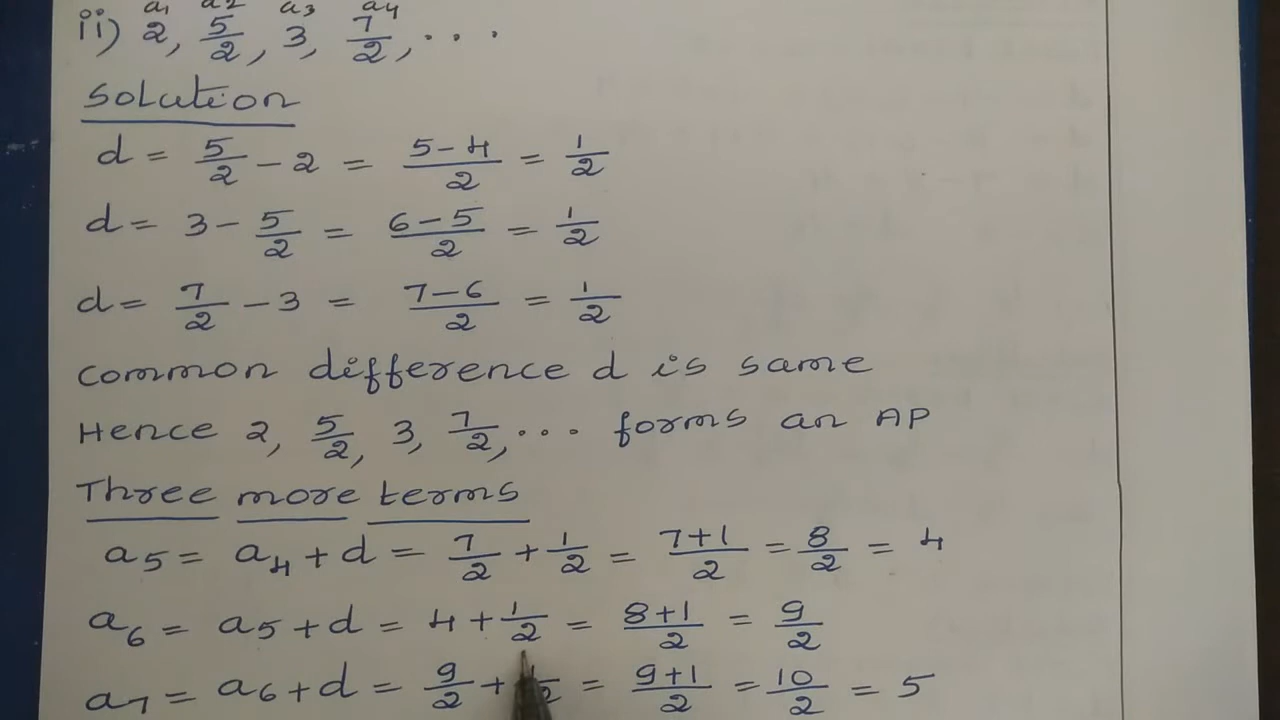 a1 a2 a3 a4
ii) 2, 5/2, 3, 7/2, ...
Solution
d = 5/2 - 2 = (5-4)/2 = 1/2
d = 3 - 5/2 = (6-5)/2 = 1/2
d = 7/2 - 3 = (7-6)/2 = 1/2
common difference d is same
Hence 2, 5/2, 3, 7/2, ... forms an AP
Three more terms
a5 = a4 + d = 7/2 + 1/2 = (7+1)/2 = 8/2 = 4
a6 = a5 + d = 4 + 1/2 = (8+1)/2 = 9/2
a7 = a6 + d = 9/2 + 1/2 = (9+1)/2 = 10/2 = 5